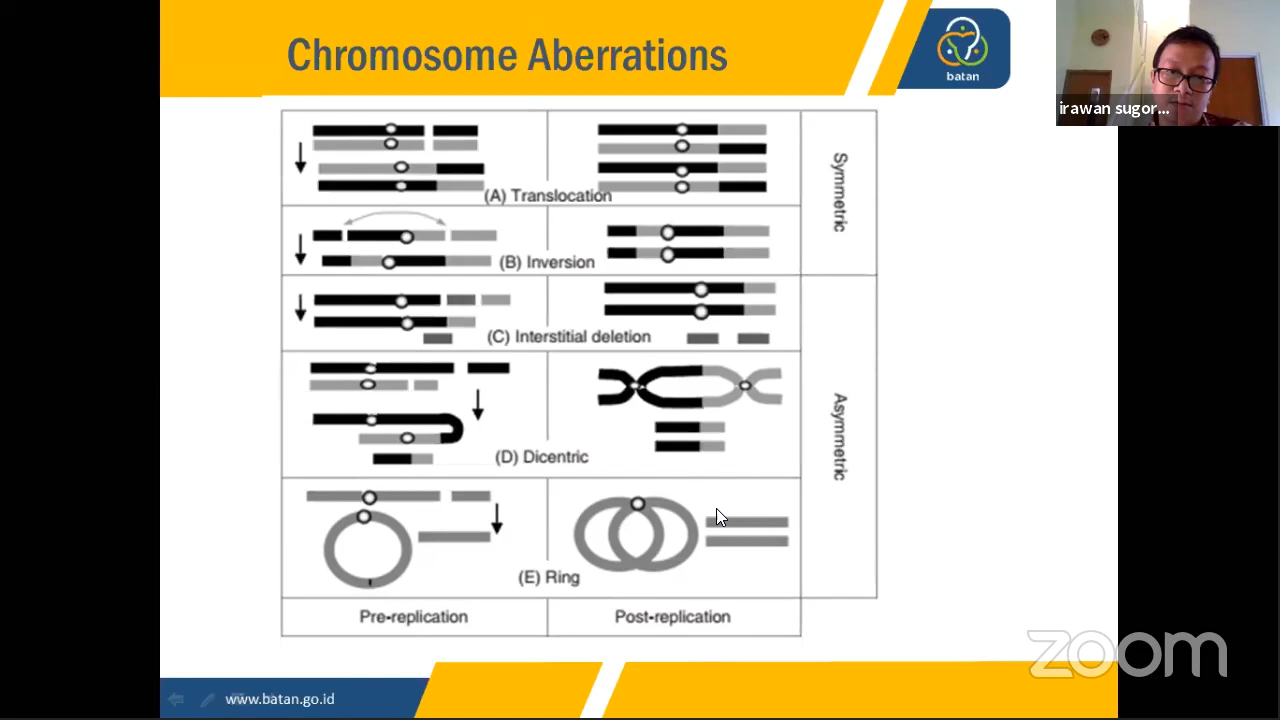 Chromosome Aberrations
batan
irawan sugor...
(A) Translocation
Symmetric
(B) Inversion
(C) Interstitial deletion
(D) Dicentric
Asymmetric
(E) Ring
Pre-replication
Post-replication
zoom
www.batan.go.id